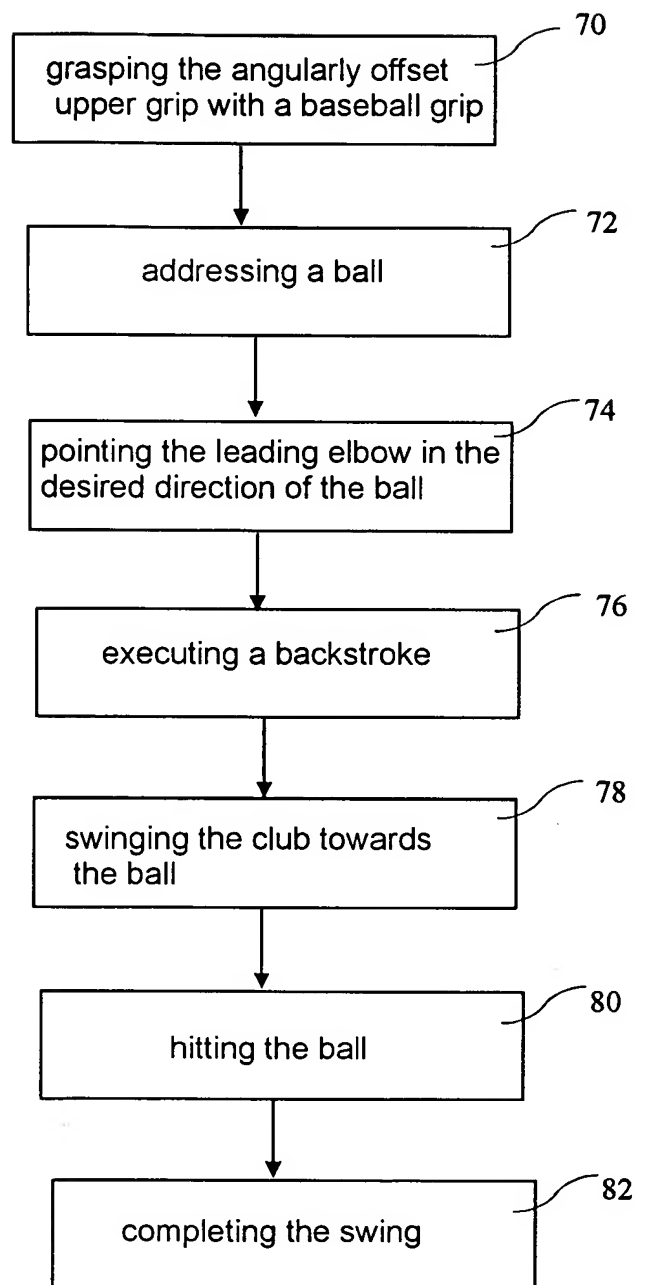 70
grasping the angularly offset
upper grip with a baseball grip
72
addressing a ball
74
pointing the leading elbow in the
desired direction of the ball
76
executing a backstroke
78
swinging the club towards
the ball
80
hitting the ball
82
completing the swing